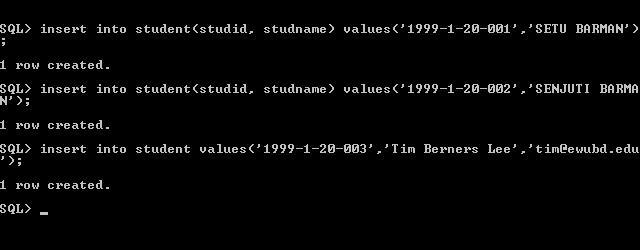 SQL> insert into student(studid, studname) values('1999-1-20-001','SETU BARMAN')
;
1 row created.
SQL> insert into student(studid, studname) values('1999-1-20-002','SENJUTI BARMA
N');
1 row created.
SQL> insert into student values('1999-1-20-003','Tim Berners Lee','tim@ewubd.edu
');
1 row created.
SQL> _